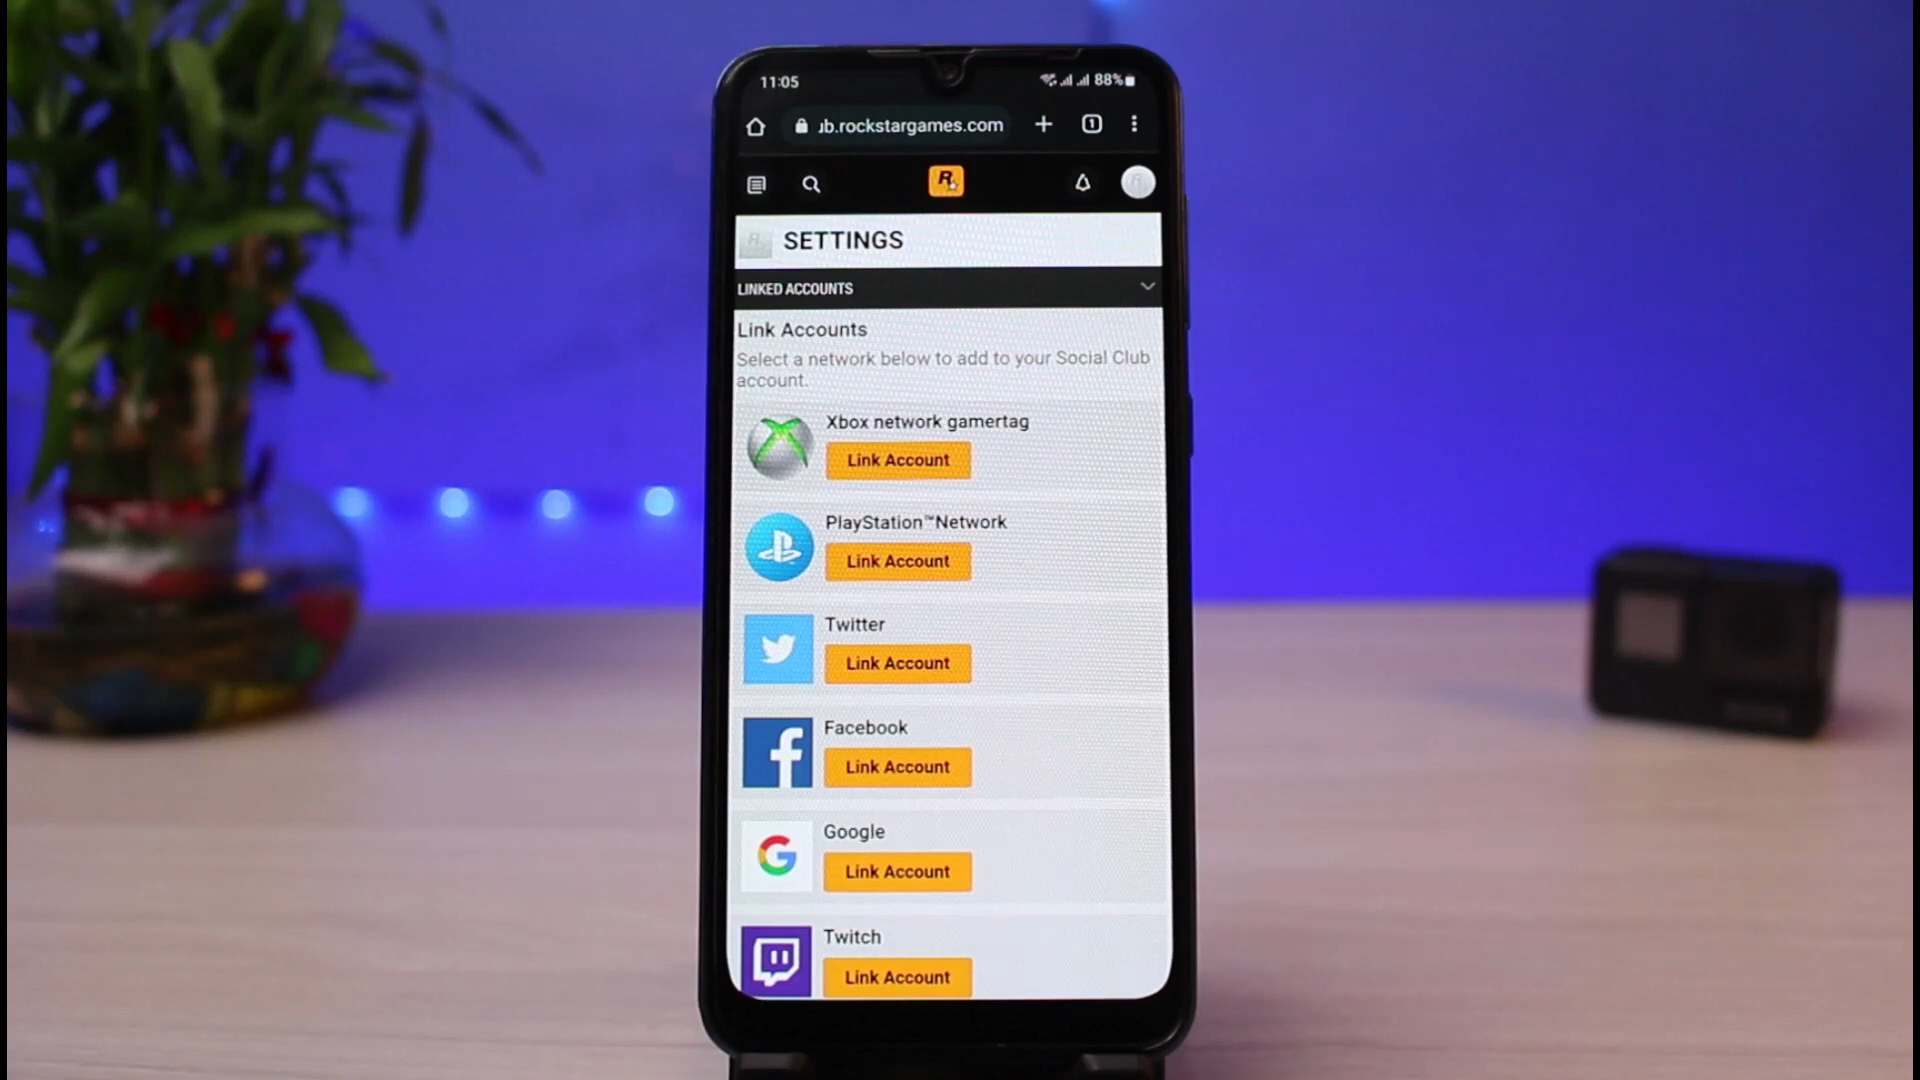 11:05
88%
ub.rockstargames.com
1
R
SETTINGS
LINKED ACCOUNTS
Link Accounts
Select a network below to add to your Social Club
account.
Xbox network gamertag
Link Account
PlayStation™Network
Link Account
Twitter
Link Account
Facebook
Link Account
Google
Link Account
Twitch
Link Account